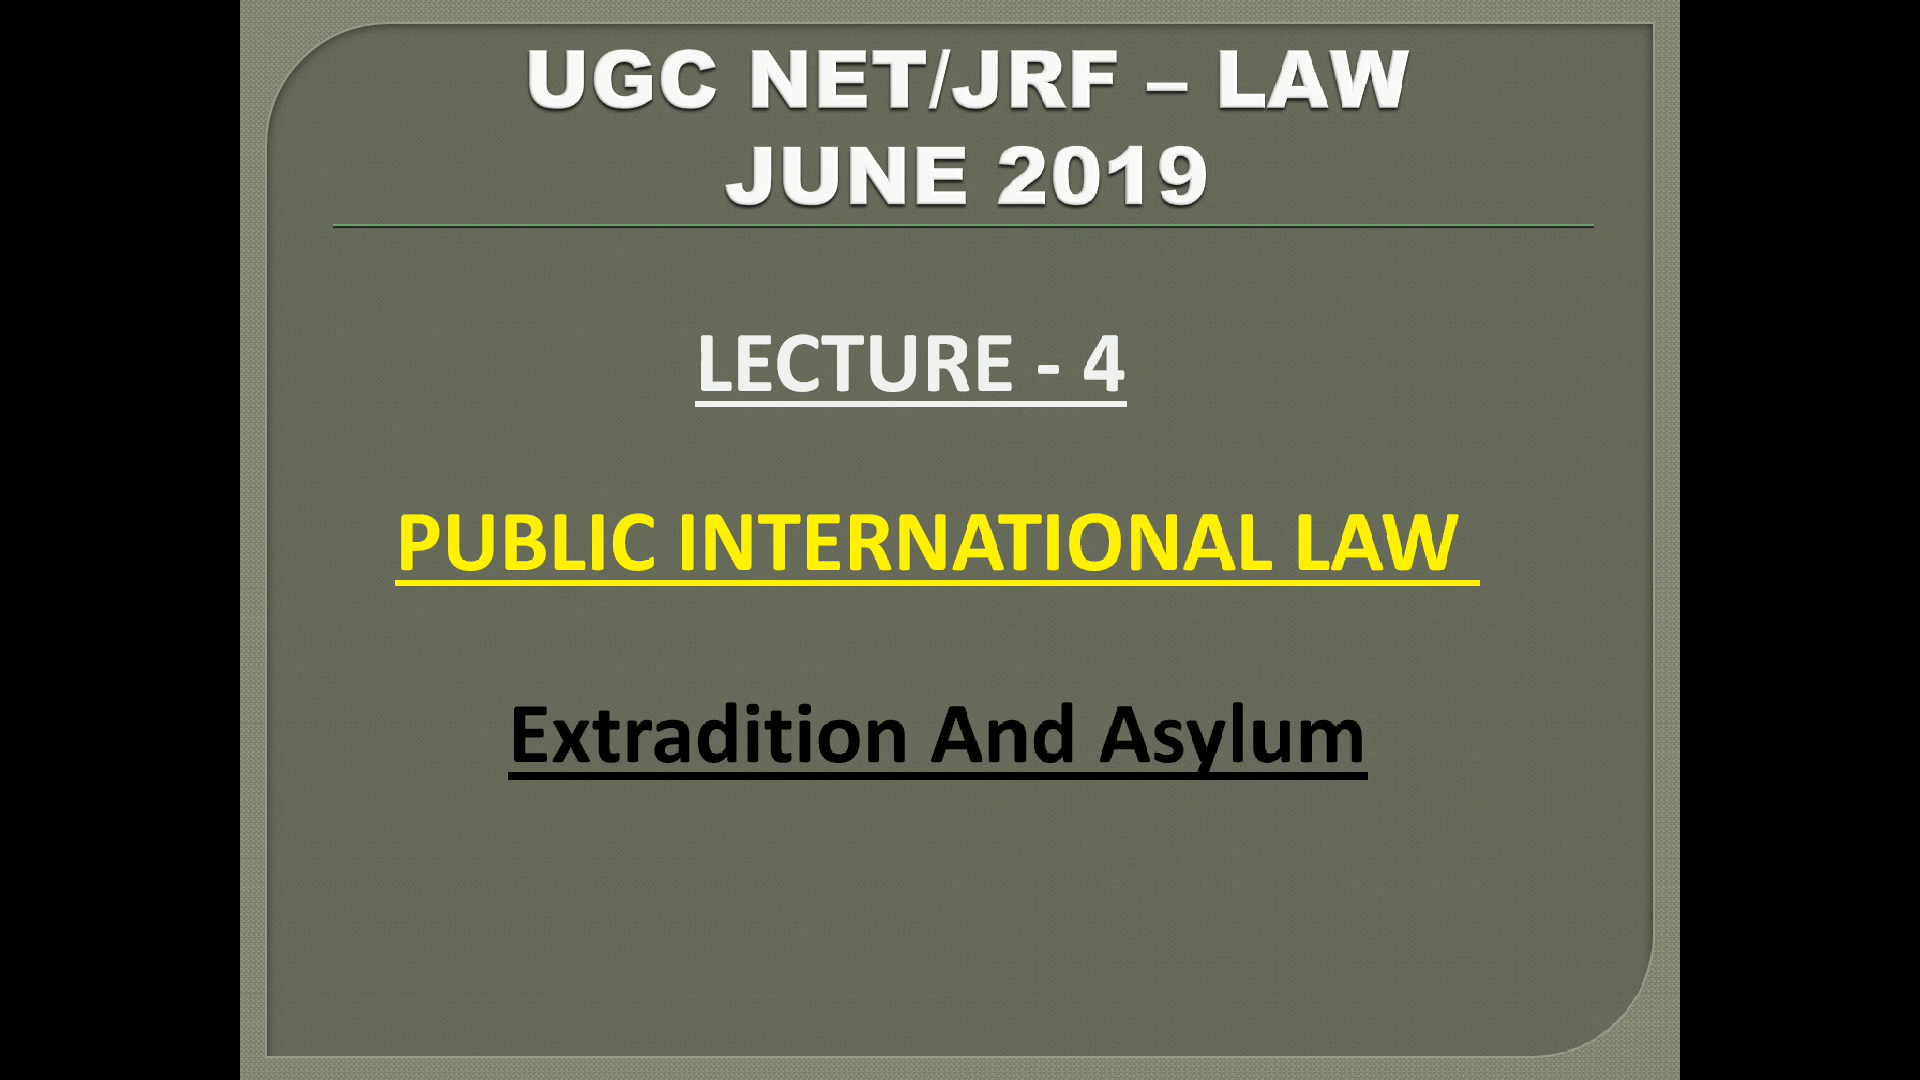 UGC NET/JRF – LAW
JUNE 2019
LECTURE - 4
PUBLIC INTERNATIONAL LAW
Extradition And Asylum